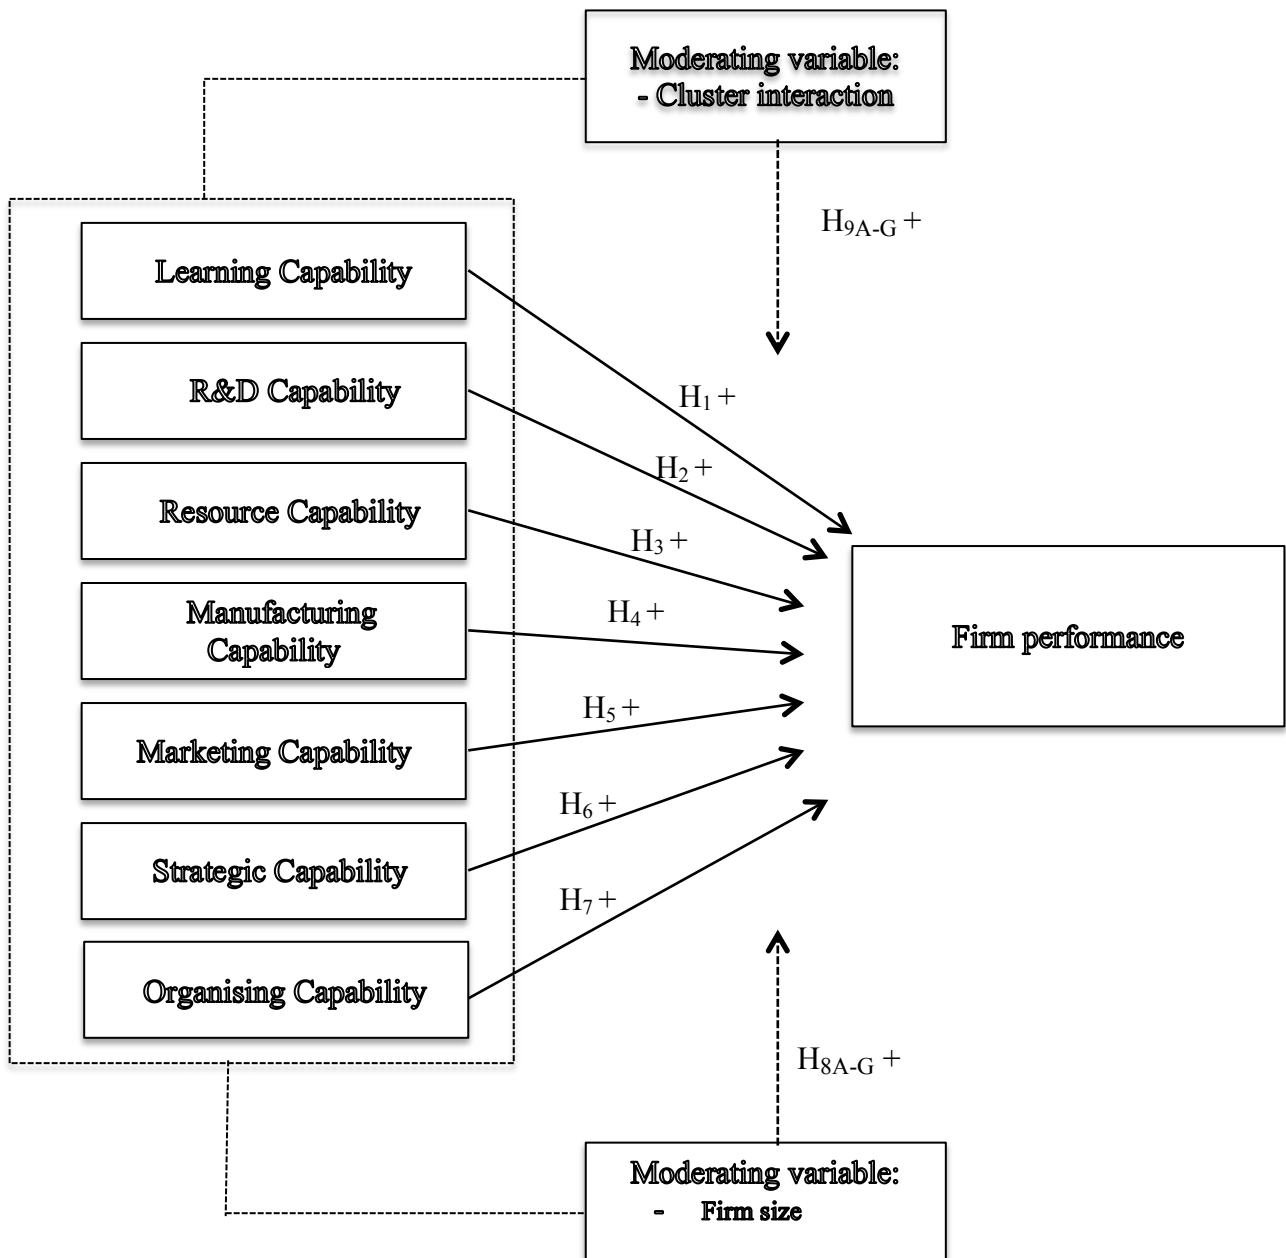 Moderating variable:
- Cluster interaction
H9A-G +
Learning Capability
H1 +
R&D Capability
H2 +
Resource Capability
H3 +
Manufacturing
Capability
H4 +
Firm performance
Marketing Capability
H5 +
Strategic Capability
H6 +
Organising Capability
H7 +
H8A-G +
Moderating variable:
- Firm size